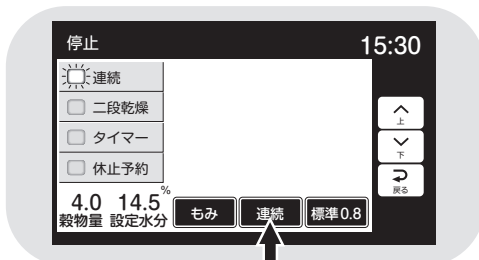 停止 15:30
連続
二段乾燥
タイマー
休止予約
上
下
戻る
4.0 14.5%
穀物量 設定水分
もみ 連続 標準0.8